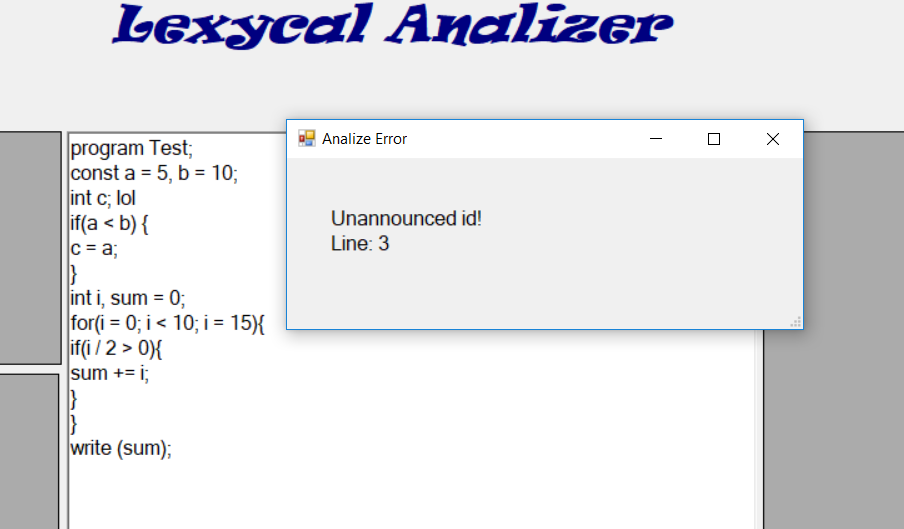 Lexycal Analizer
Analize Error
Unannounced id!
Line: 3
program Test;
const a = 5, b = 10;
int c; lol
if(a < b) {
c = a;
}
int i, sum = 0;
for(i = 0; i < 10; i = 15){
if(i / 2 > 0){
sum += i;
}
}
write (sum);